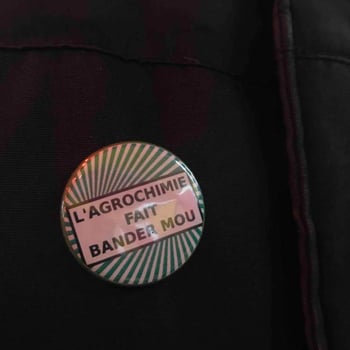 L'AGROCHIMIE
FAIT
BANDER MOU